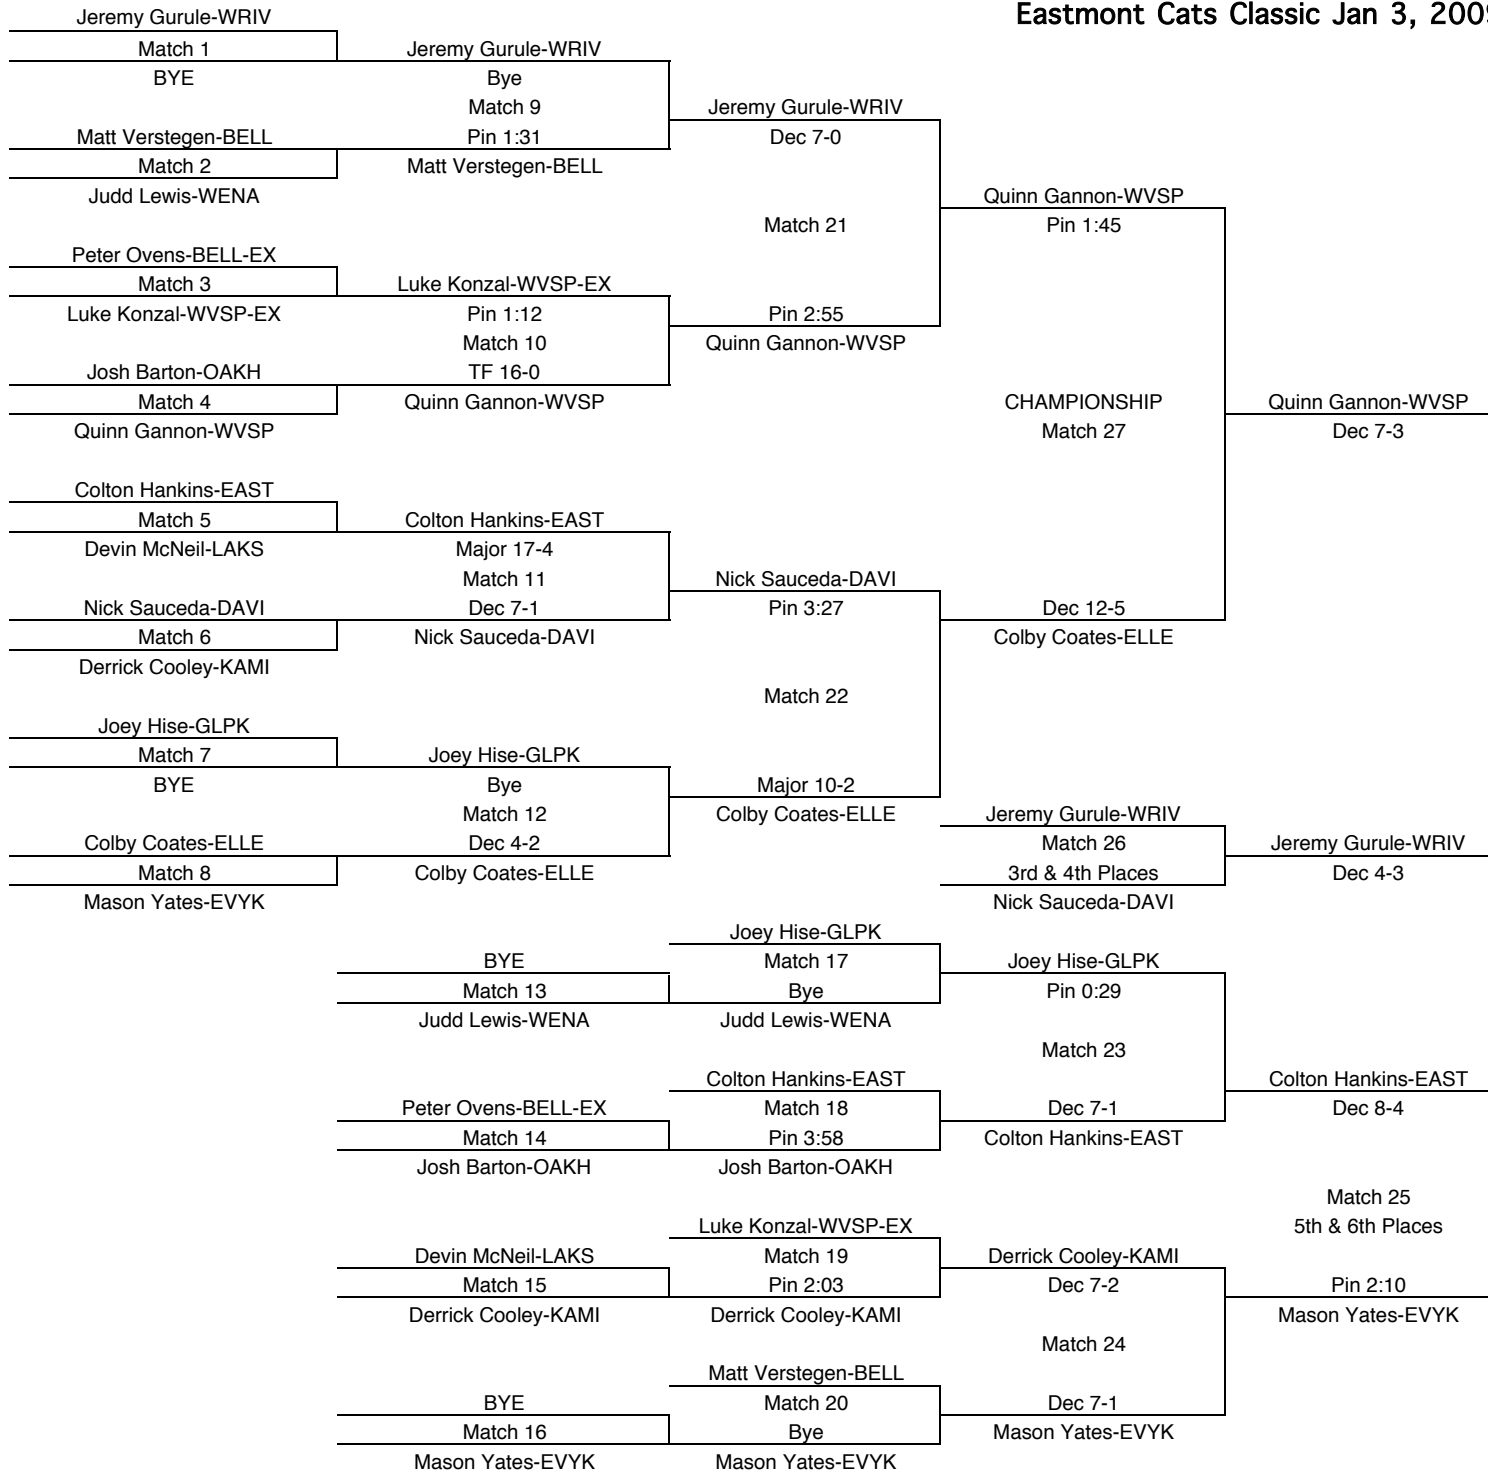 Eastmont Cats Classic Jan 3, 2009
Jeremy Gurule-WRIV
Match 1
BYE
Matt Verstegen-BELL
Match 2
Judd Lewis-WENA
Peter Ovens-BELL-EX
Match 3
Luke Konzal-WVSP-EX
Josh Barton-OAKH
Match 4
Quinn Gannon-WVSP
Colton Hankins-EAST
Match 5
Devin McNeil-LAKS
Nick Sauceda-DAVI
Match 6
Derrick Cooley-KAMI
Joey Hise-GLPK
Match 7
BYE
Colby Coates-ELLE
Match 8
Mason Yates-EVYK
Jeremy Gurule-WRIV
Bye
Match 9
Pin 1:31
Matt Verstegen-BELL
Luke Konzal-WVSP-EX
Pin 1:12
Match 10
TF 16-0
Quinn Gannon-WVSP
Colton Hankins-EAST
Major 17-4
Match 11
Dec 7-1
Nick Sauceda-DAVI
Joey Hise-GLPK
Bye
Match 12
Dec 4-2
Colby Coates-ELLE
Jeremy Gurule-WRIV
Dec 7-0
Match 21
Pin 2:55
Quinn Gannon-WVSP
Nick Sauceda-DAVI
Pin 3:27
Match 22
Major 10-2
Colby Coates-ELLE
Quinn Gannon-WVSP
Pin 1:45
CHAMPIONSHIP
Match 27
Dec 12-5
Colby Coates-ELLE
Quinn Gannon-WVSP
Dec 7-3
Jeremy Gurule-WRIV
Match 26
3rd & 4th Places
Nick Sauceda-DAVI
Jeremy Gurule-WRIV
Dec 4-3
BYE
Match 13
Judd Lewis-WENA
Peter Ovens-BELL-EX
Match 14
Josh Barton-OAKH
Devin McNeil-LAKS
Match 15
Derrick Cooley-KAMI
BYE
Match 16
Mason Yates-EVYK
Joey Hise-GLPK
Match 17
Bye
Judd Lewis-WENA
Colton Hankins-EAST
Match 18
Pin 3:58
Josh Barton-OAKH
Luke Konzal-WVSP-EX
Match 19
Pin 2:03
Derrick Cooley-KAMI
Matt Verstegen-BELL
Match 20
Bye
Mason Yates-EVYK
Joey Hise-GLPK
Pin 0:29
Match 23
Dec 7-1
Colton Hankins-EAST
Derrick Cooley-KAMI
Dec 7-2
Match 24
Dec 7-1
Mason Yates-EVYK
Colton Hankins-EAST
Dec 8-4
Match 25
5th & 6th Places
Pin 2:10
Mason Yates-EVYK